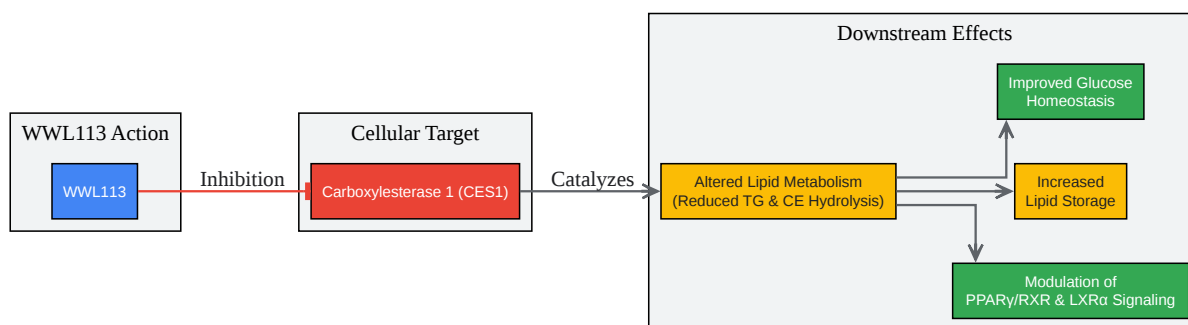 WWL113 Action
WWL113
Inhibition
Cellular Target
Carboxylesterase 1 (CES1)
Catalyzes
Downstream Effects
Altered Lipid Metabolism
(Reduced TG & CE Hydrolysis)
Improved Glucose
Homeostasis
Increased
Lipid Storage
Modulation of
PPARγ/RXR & LXRα Signaling